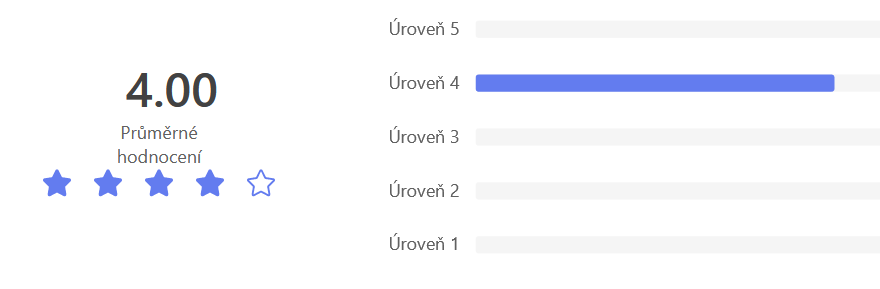 4.00
Průměrné
hodnocení
Úroveň 5
Úroveň 4
Úroveň 3
Úroveň 2
Úroveň 1